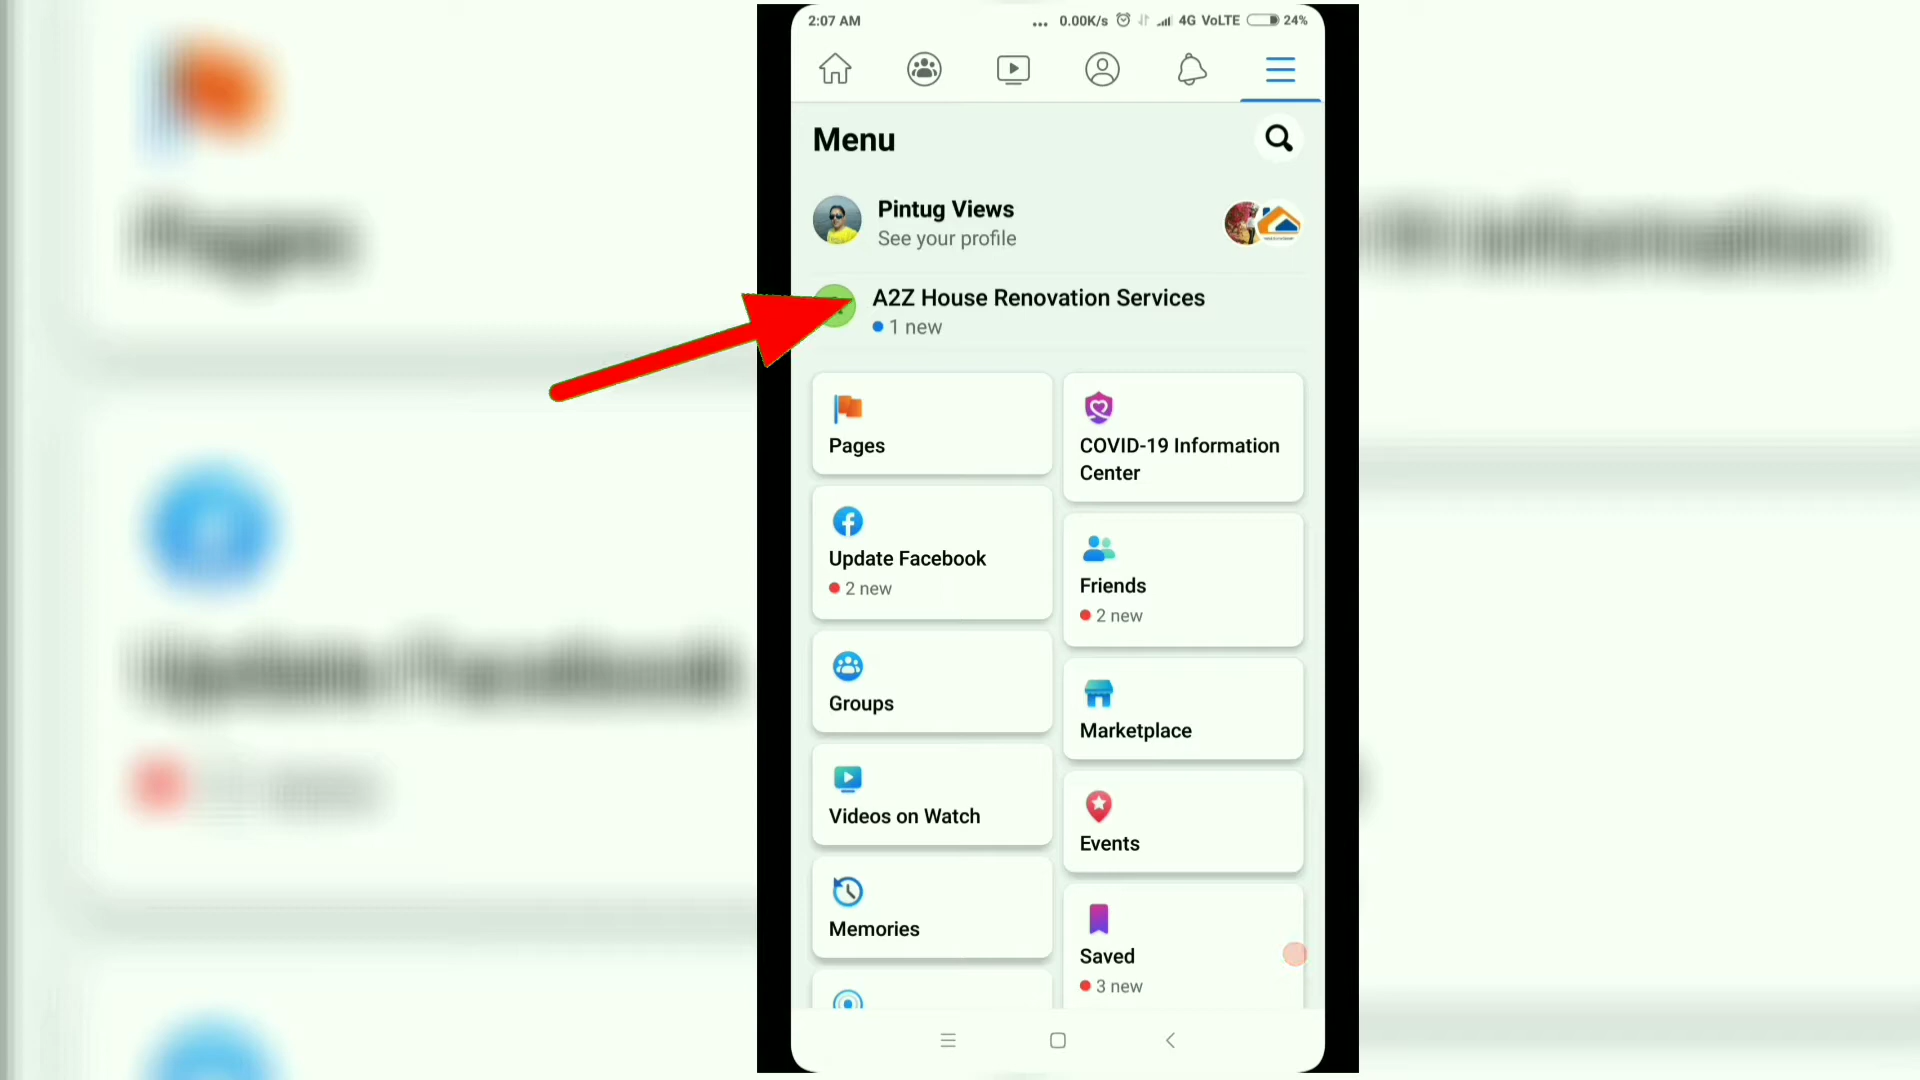 2:07 AM
... 0.00K/s 4G VoLTE 24%
Menu
Pintug Views
See your profile
A2Z House Renovation Services
1 new
Pages
COVID-19 Information
Center
Update Facebook
2 new
Friends
2 new
Groups
Marketplace
Videos on Watch
Events
Memories
Saved
3 new